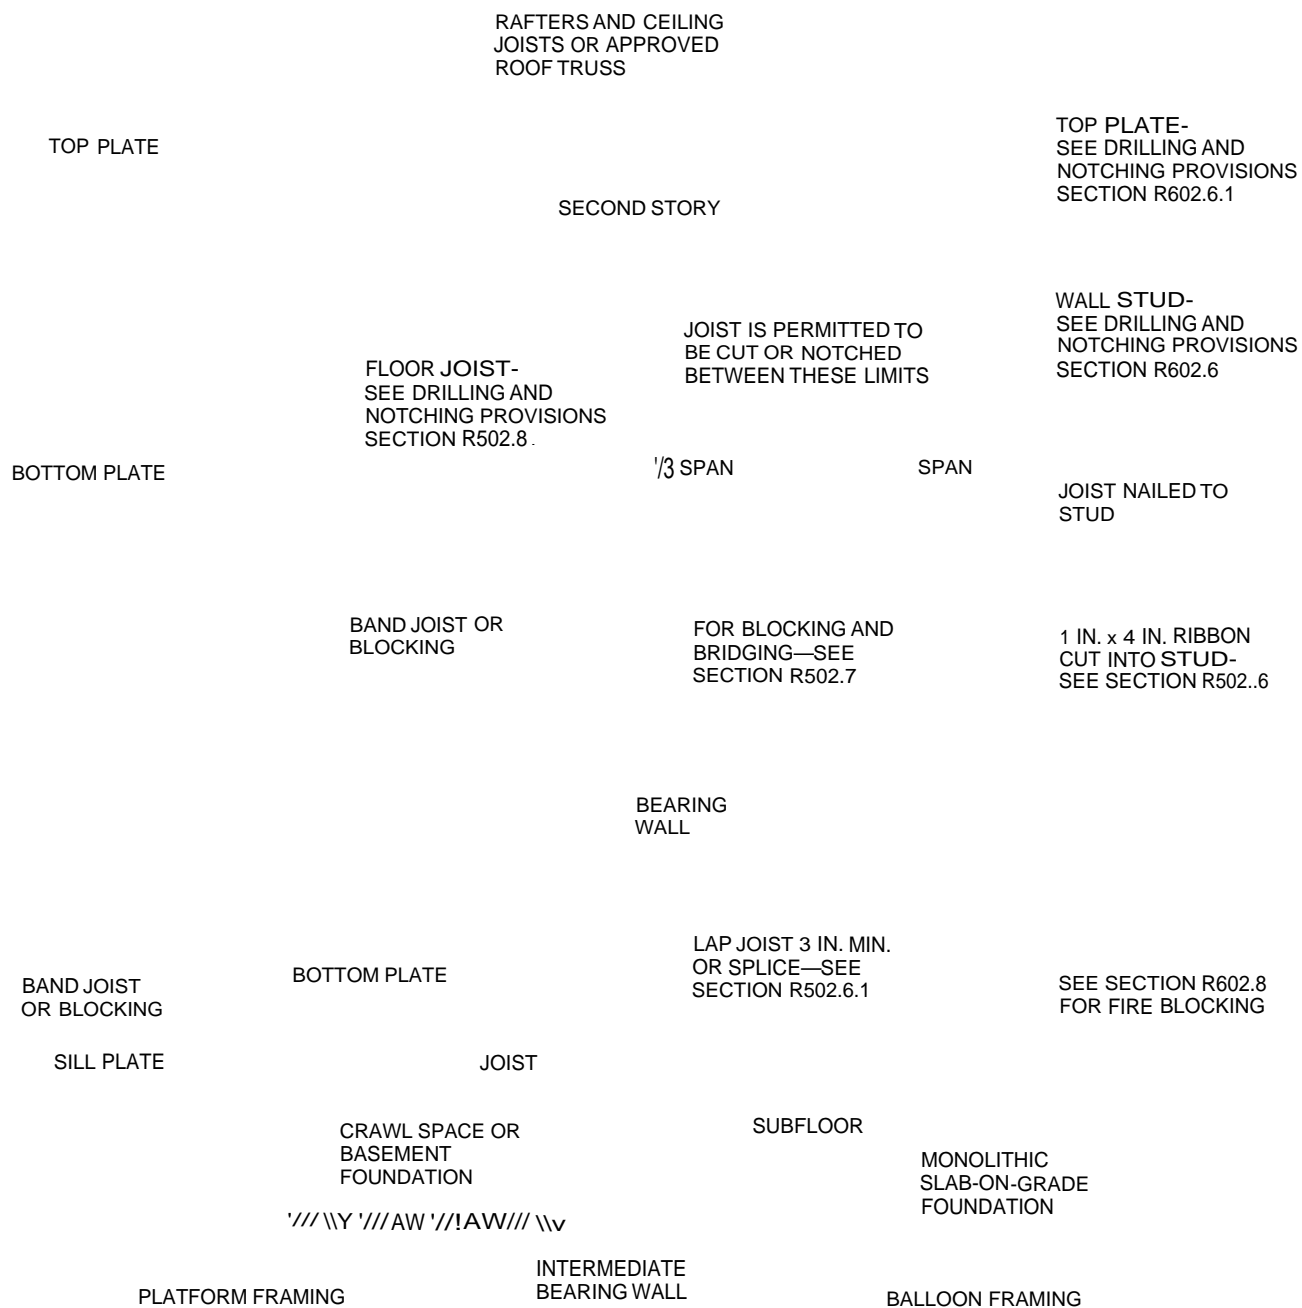 RAFTERS AND CEILING
JOISTS OR APPROVED
ROOF TRUSS
TOP PLATE
TOP PLATE-
SEE DRILLING AND
NOTCHING PROVISIONS
SECTION R602.6.1
SECOND STORY
WALL STUD-
SEE DRILLING AND
NOTCHING PROVISIONS
SECTION R602.6
JOIST IS PERMITTED TO
BE CUT OR NOTCHED
BETWEEN THESE LIMITS
FLOOR JOIST-
SEE DRILLING AND
NOTCHING PROVISIONS
SECTION R502.8 .
BOTTOM PLATE
'/3 SPAN
SPAN
JOIST NAILED TO
STUD
BAND JOIST OR
BLOCKING
FOR BLOCKING AND
BRIDGING—SEE
SECTION R502.7
1 IN. x 4 IN. RIBBON
CUT INTO STUD-
SEE SECTION R502..6
BEARING
WALL
LAP JOIST 3 IN. MIN.
OR SPLICE—SEE
SECTION R502.6.1
BOTTOM PLATE
BAND JOIST
OR BLOCKING
SEE SECTION R602.8
FOR FIRE BLOCKING
SILL PLATE
JOIST
CRAWL SPACE OR
BASEMENT
FOUNDATION
SUBFLOOR
MONOLITHIC
SLAB-ON-GRADE
FOUNDATION
'/// \\Y '/// AW '//!AW/// \\v
INTERMEDIATE
BEARING WALL
PLATFORM FRAMING
BALLOON FRAMING